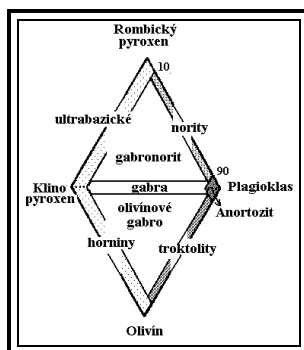 Rombický
pyroxen
10
ultrabazické
nority
gabronorit
90
Klino
pyroxen
gabra
Plagioklas
Anortozit
olivínové
gabro
horniny
troktolity
Olivín